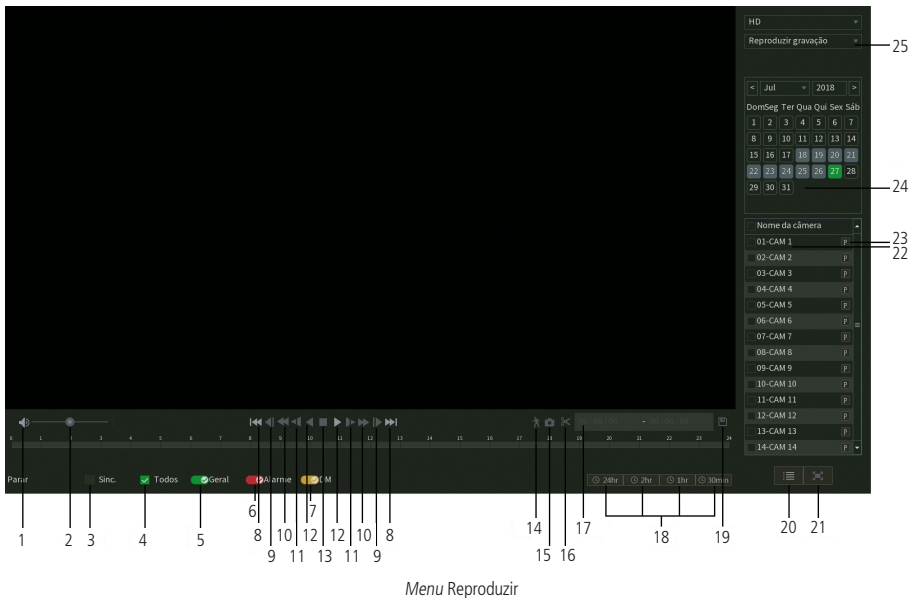 HD
Reproduzir gravação
25
< Jul 2018 >
Dom Seg Ter Qua Qui Sex Sáb
1 2 3 4 5 6 7
8 9 10 11 12 13 14
15 16 17 18 19 20 21
22 23 24 25 26 27 28
29 30 31
24
Nome da câmera
01-CAM 1 P
23
22
02-CAM 2 P
03-CAM 3 P
04-CAM 4 P
05-CAM 5 P
06-CAM 6 P
07-CAM 7 P
08-CAM 8 P
09-CAM 9 P
10-CAM 10 P
11-CAM 11 P
12-CAM 12 P
13-CAM 13 P
14-CAM 14 P
00:00:00 - 00:00:00
0 1 2 3 4 5 6 7 8 9 10 11 12 13 14 15 16 17 18 19 20 21 22 23 24
Parar Sinc. Todos Geral Alarme DM
24hr 2hr 1hr 30min
1 2 3 4 5 6 8 9 10 11 12 7 13 12 11 10 9 8 14 15 16 17 18 19 20 21
Menu Reproduzir